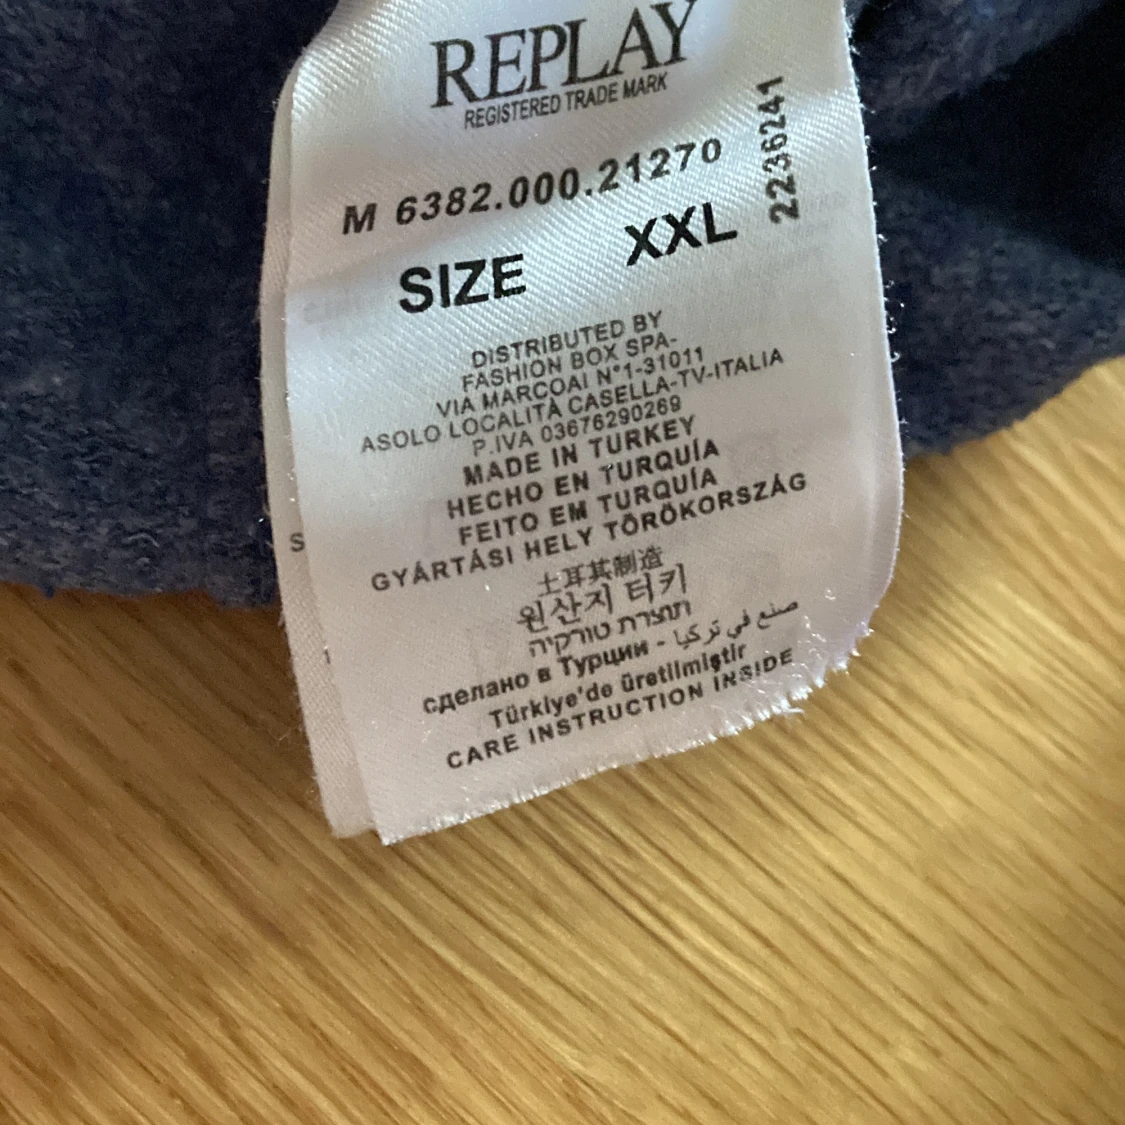 REPLAY
REGISTERED TRADE MARK
M 6382.000.21270
2236241
SIZE XXL
DISTRIBUTED BY
FASHION BOX SPA-
VIA MARCOAI N°1-31011
ASOLO LOCALITÀ CASELLA-TV-ITALIA
P.IVA 03676290269
MADE IN TURKEY
HECHO EN TURQUÍA
FEITO EM TURQUÍA
GYÁRTÁSI HELY TÖRÖKORSZÁG
土耳其制造
원산지 터키
תוצרת טורקיה
сделано в Турции - صنع في تركيا
Türkiye'de üretilmiştir
CARE INSTRUCTION INSIDE
S